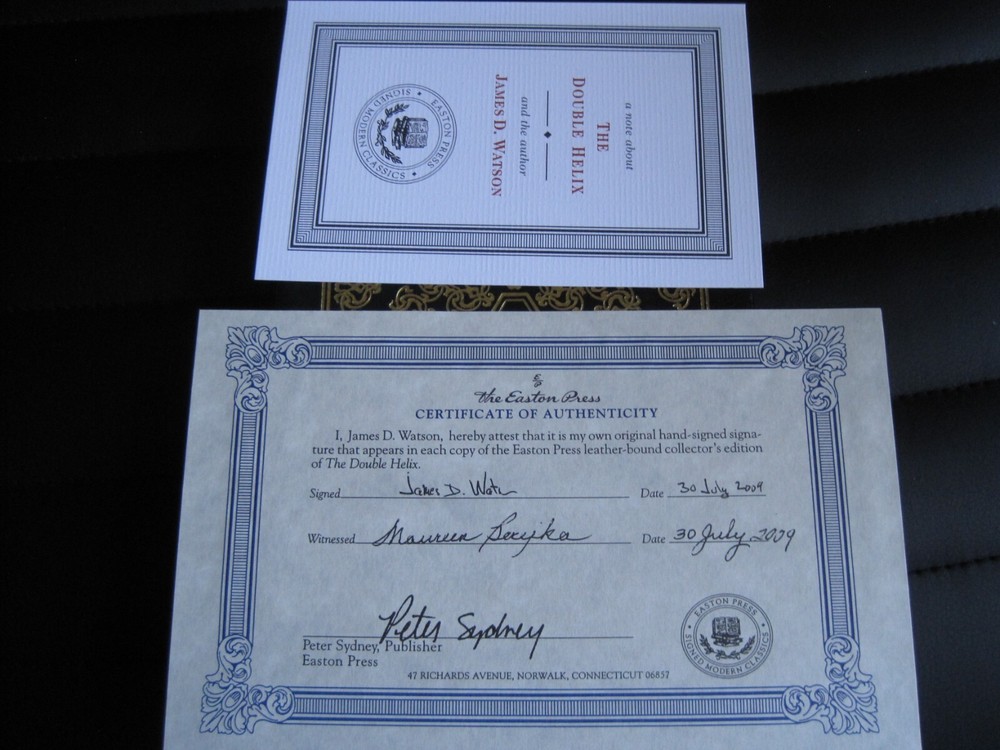 a note about
THE
DOUBLE HELIX
and the author
JAMES D. WATSON
EASTON PRESS
SIGNED MODERN CLASSICS
The Easton Press
CERTIFICATE OF AUTHENTICITY
I, James D. Watson, hereby attest that it is my own original hand-signed signa-
ture that appears in each copy of the Easton Press leather-bound collector's edition
of The Double Helix.
Signed James D. Wats Date 30 July 2009
Witnessed Maureen Date 30 July, 2009
Peter Sydney
Peter Sydney, Publisher
Easton Press
EASTON PRESS
SIGNED MODERN CLASSICS
47 RICHARDS AVENUE, NORWALK, CONNECTICUT 06857